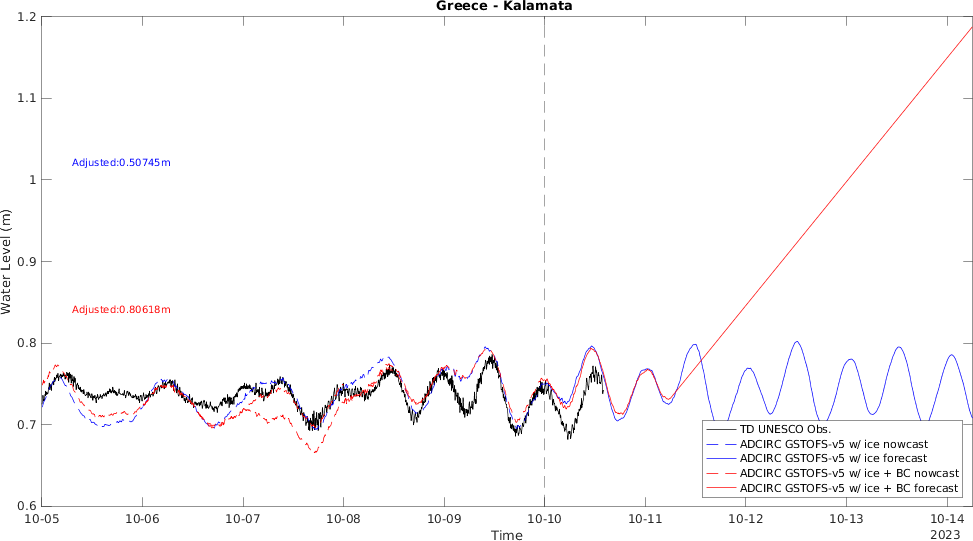 Greece - Kalamata
1.2
1.1
1
0.9
0.8
0.7
0.6
Water Level (m)
Adjusted:0.50745m
Adjusted:0.80618m
TD UNESCO Obs.
ADCIRC GSTOFS-v5 w/ ice nowcast
ADCIRC GSTOFS-v5 w/ ice forecast
ADCIRC GSTOFS-v5 w/ ice + BC nowcast
ADCIRC GSTOFS-v5 w/ ice + BC forecast
10-05 10-06 10-07 10-08 10-09 10-10 10-11 10-12 10-13 10-14
2023
Time